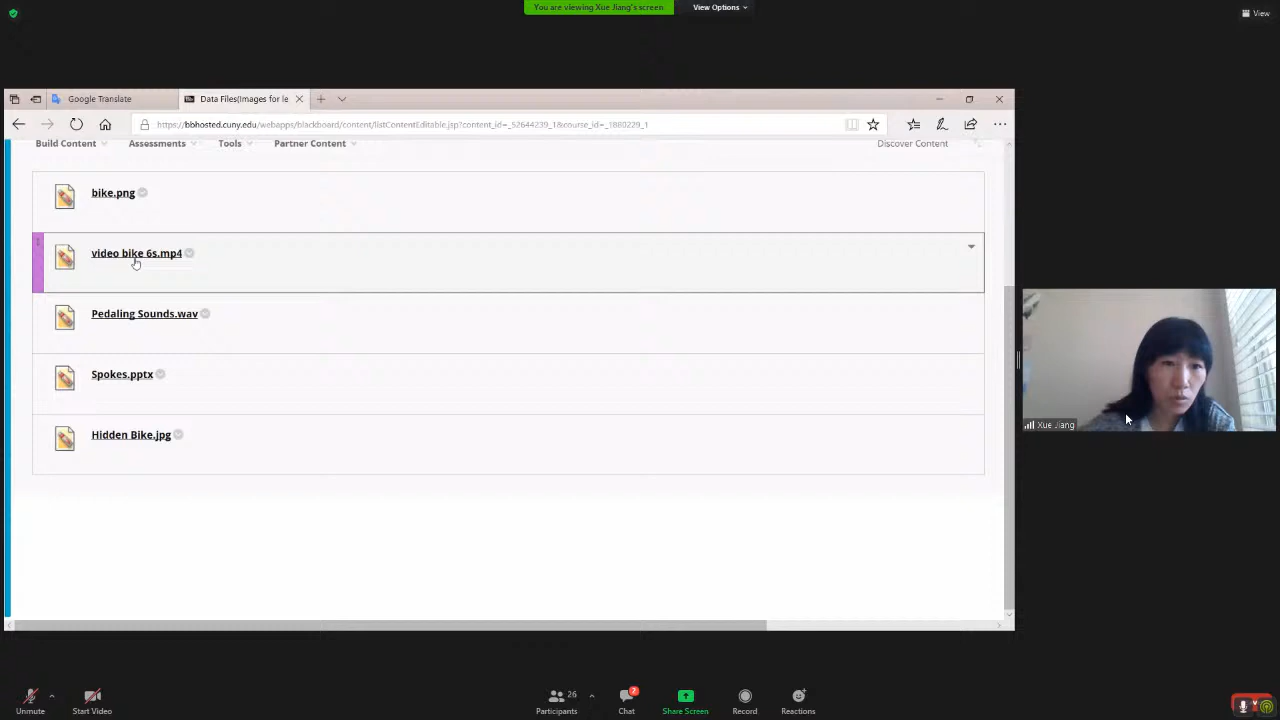 You are viewing Xue Jiang's screen
View Options
View
Google Translate
Data Files(Images for le
https://bbhosted.cuny.edu/webapps/blackboard/content/listContentEditable.jsp?content_id=_52644239_1&course_id=_1880229_1
Build Content
Assessments
Tools
Partner Content
Discover Content
bike.png
video bike 6s.mp4
Pedaling Sounds.wav
Spokes.pptx
Hidden Bike.jpg
Xue Jiang
Unmute
Start Video
26
Participants
2
Chat
Share Screen
Record
Reactions